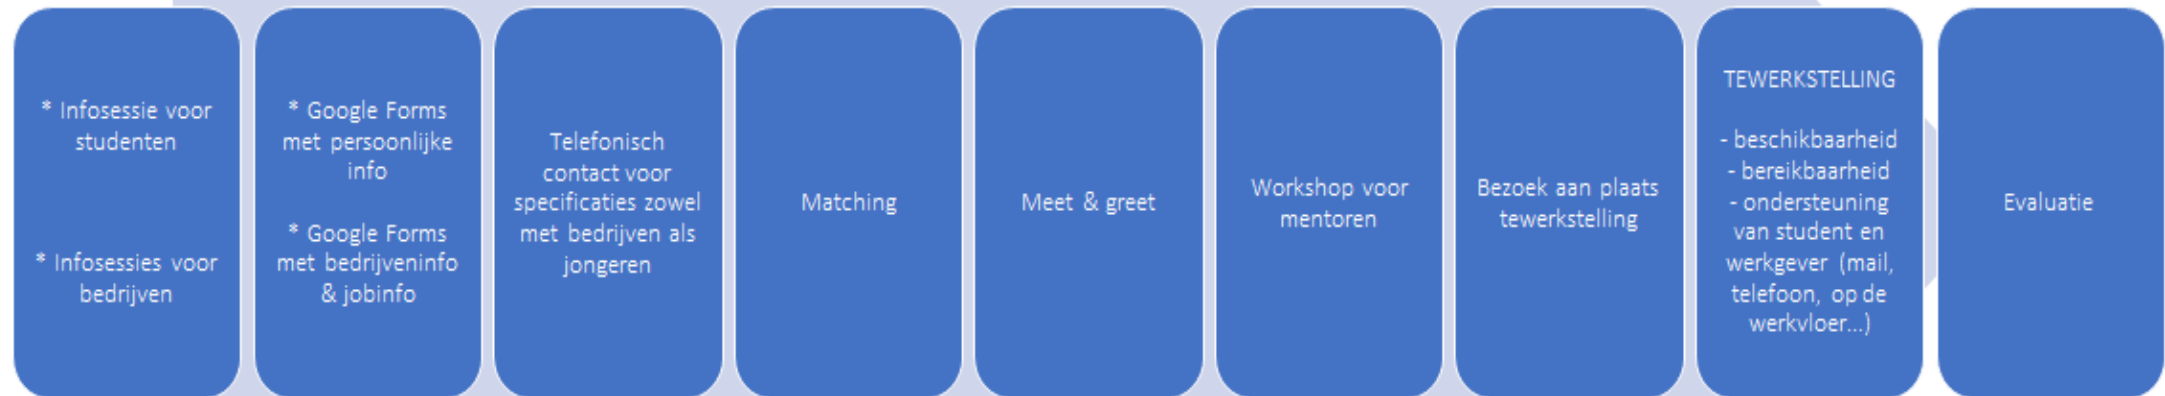 * Infosessie voor
studenten
* Infosessies voor
bedrijven
* Google Forms
met persoonlijke
info
* Google Forms
met bedrijveninfo
& jobinfo
Telefonisch
contact voor
specificaties zowel
met bedrijven als
jongeren
Matching
Meet & greet
Workshop voor
mentoren
Bezoek aan plaats
tewerkstelling
TEWERKSTELLING
- beschikbaarheid
- bereikbaarheid
- ondersteuning
van student en
werkgever (mail,
telefoon, op de
werkvloer...)
Evaluatie